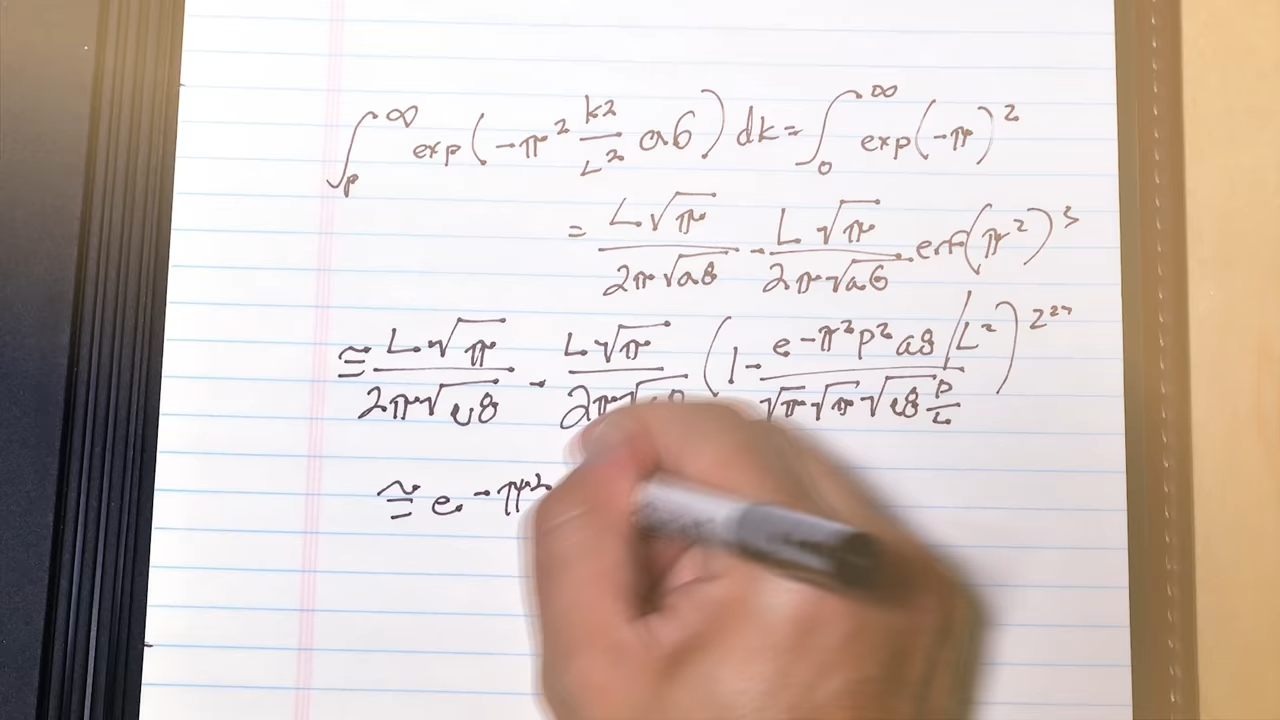 ∫_p^∞ exp(-π² k2/L² a6) dk = ∫_0^∞ exp(-π)²
= L√π/2π√a8 - L√π/2π√a6 erf(π²)³
≅ L√π/2π√a8 - L√π/2π√ (1 - e-π²p²a8/L² / √π√π√a8 p/L)²²⁷
≅ e-π²